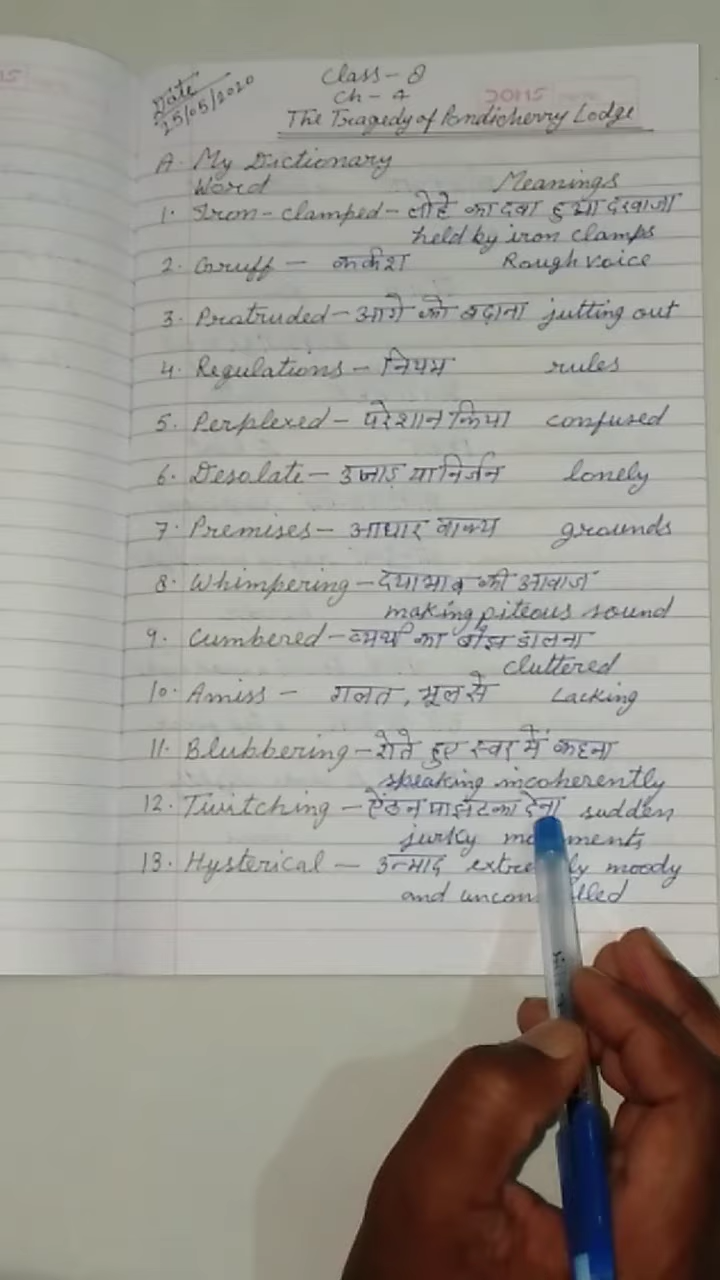 Date
25/05/2020
Class - 8
Ch - 4
The Tragedy of Pondicherry Lodge
A. My Dictionary
Word Meanings
1. Iron-clamped - लोहे का दबा हुआ दरवाजा
held by iron clamps
2. Gruff - कर्कश Rough voice
3. Protruded - आगे को बढ़ाना jutting out
4. Regulations - नियम rules
5. Perplexed - परेशान किया confused
6. Desolate - उजाड़ या निर्जन lonely
7. Premises - आधार वाक्य grounds
8. Whimpering - दयाभाव की आवाज
making piteous sound
9. Cumbered - व्यर्थ का बोझ डालना
cluttered
10. Amiss - गलत, भूल से Lacking
11. Blubbering - रोते हुए स्वर में कहना
speaking incoherently
12. Twitching - ऐंठन या झटका देना sudden
jurky
13. Hysterical - उन्माद moody
and